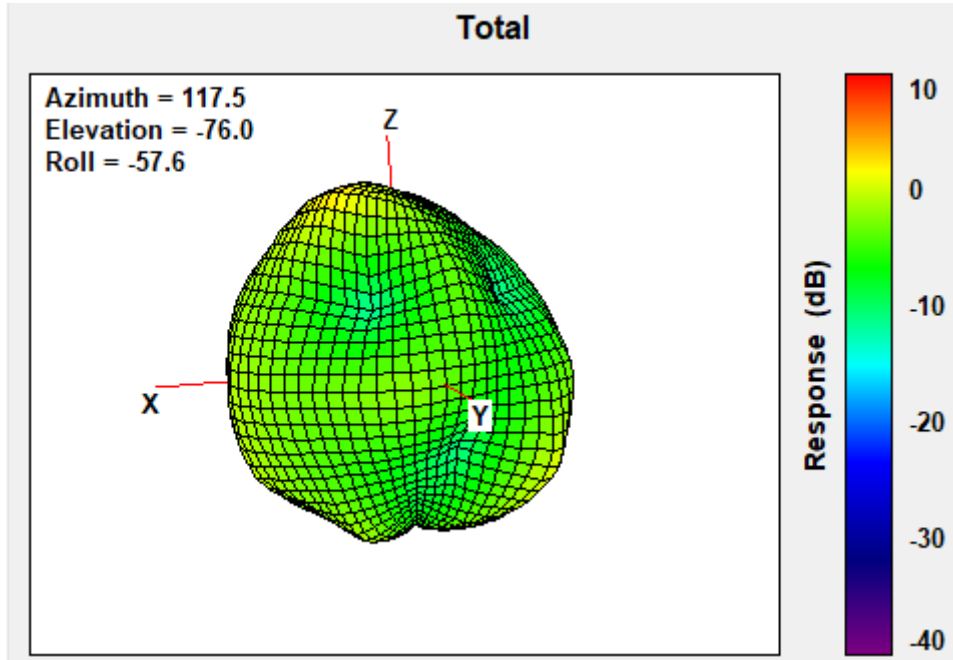 Total
Azimuth = 117.5
Elevation = -76.0
Roll = -57.6
Z
X
Y
10
0
-10
-20
-30
-40
Response (dB)